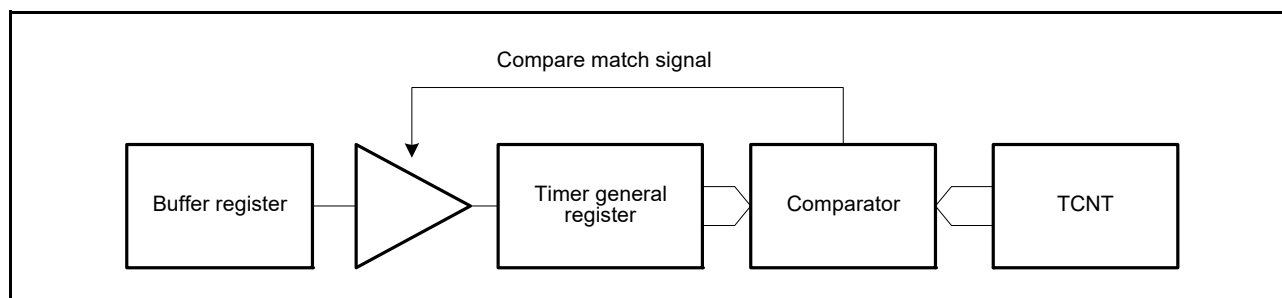 Compare match signal
Buffer register
Timer general
register
Comparator
TCNT